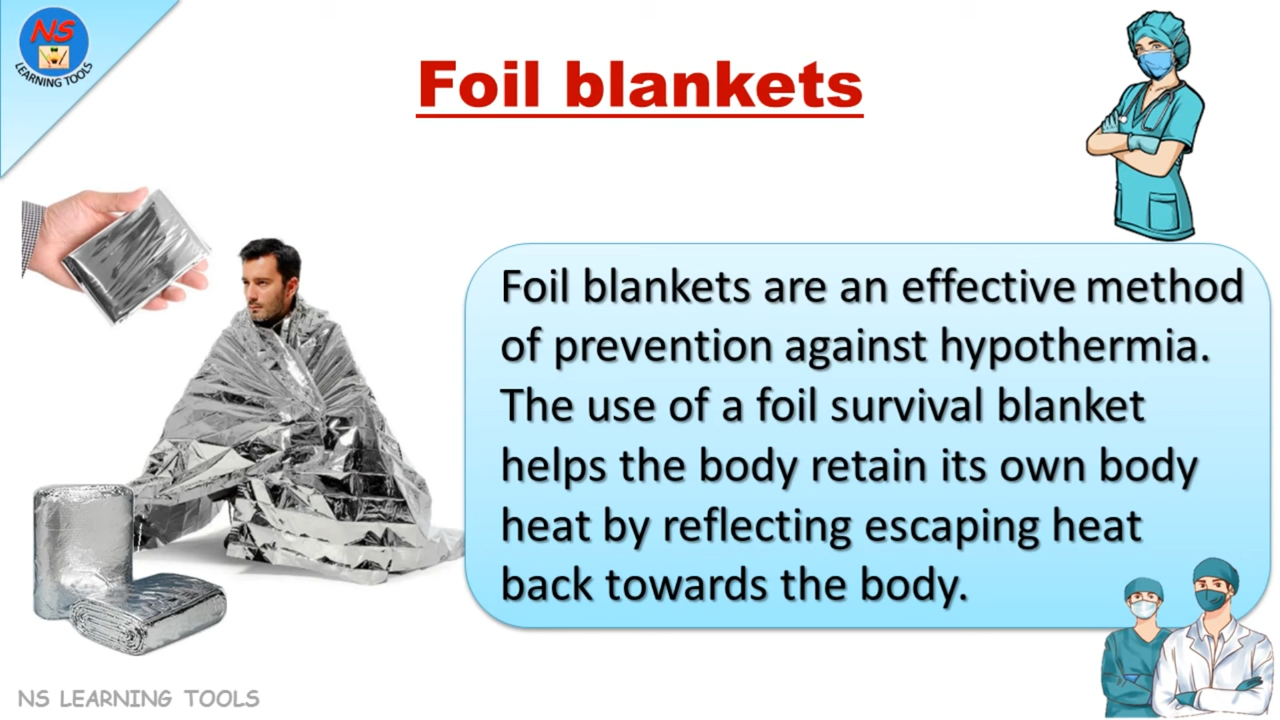 NS
LEARNING TOOLS
Foil blankets
Foil blankets are an effective method
of prevention against hypothermia.
The use of a foil survival blanket
helps the body retain its own body
heat by reflecting escaping heat
back towards the body.
NS LEARNING TOOLS